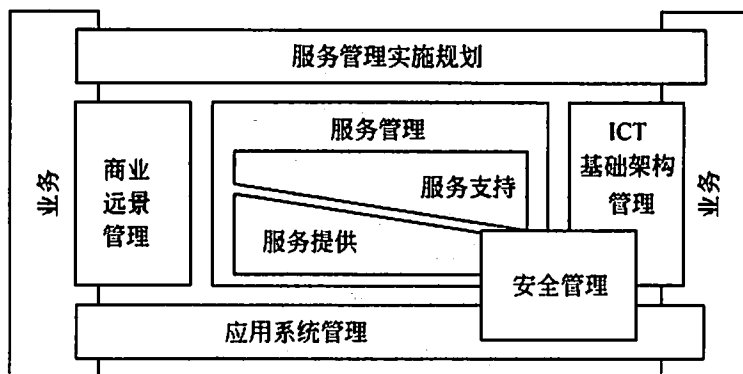 服务管理实施规划
业务
商业
远景
管理
服务管理
服务支持
服务提供
ICT
基础架构
管理
业务
安全管理
应用系统管理